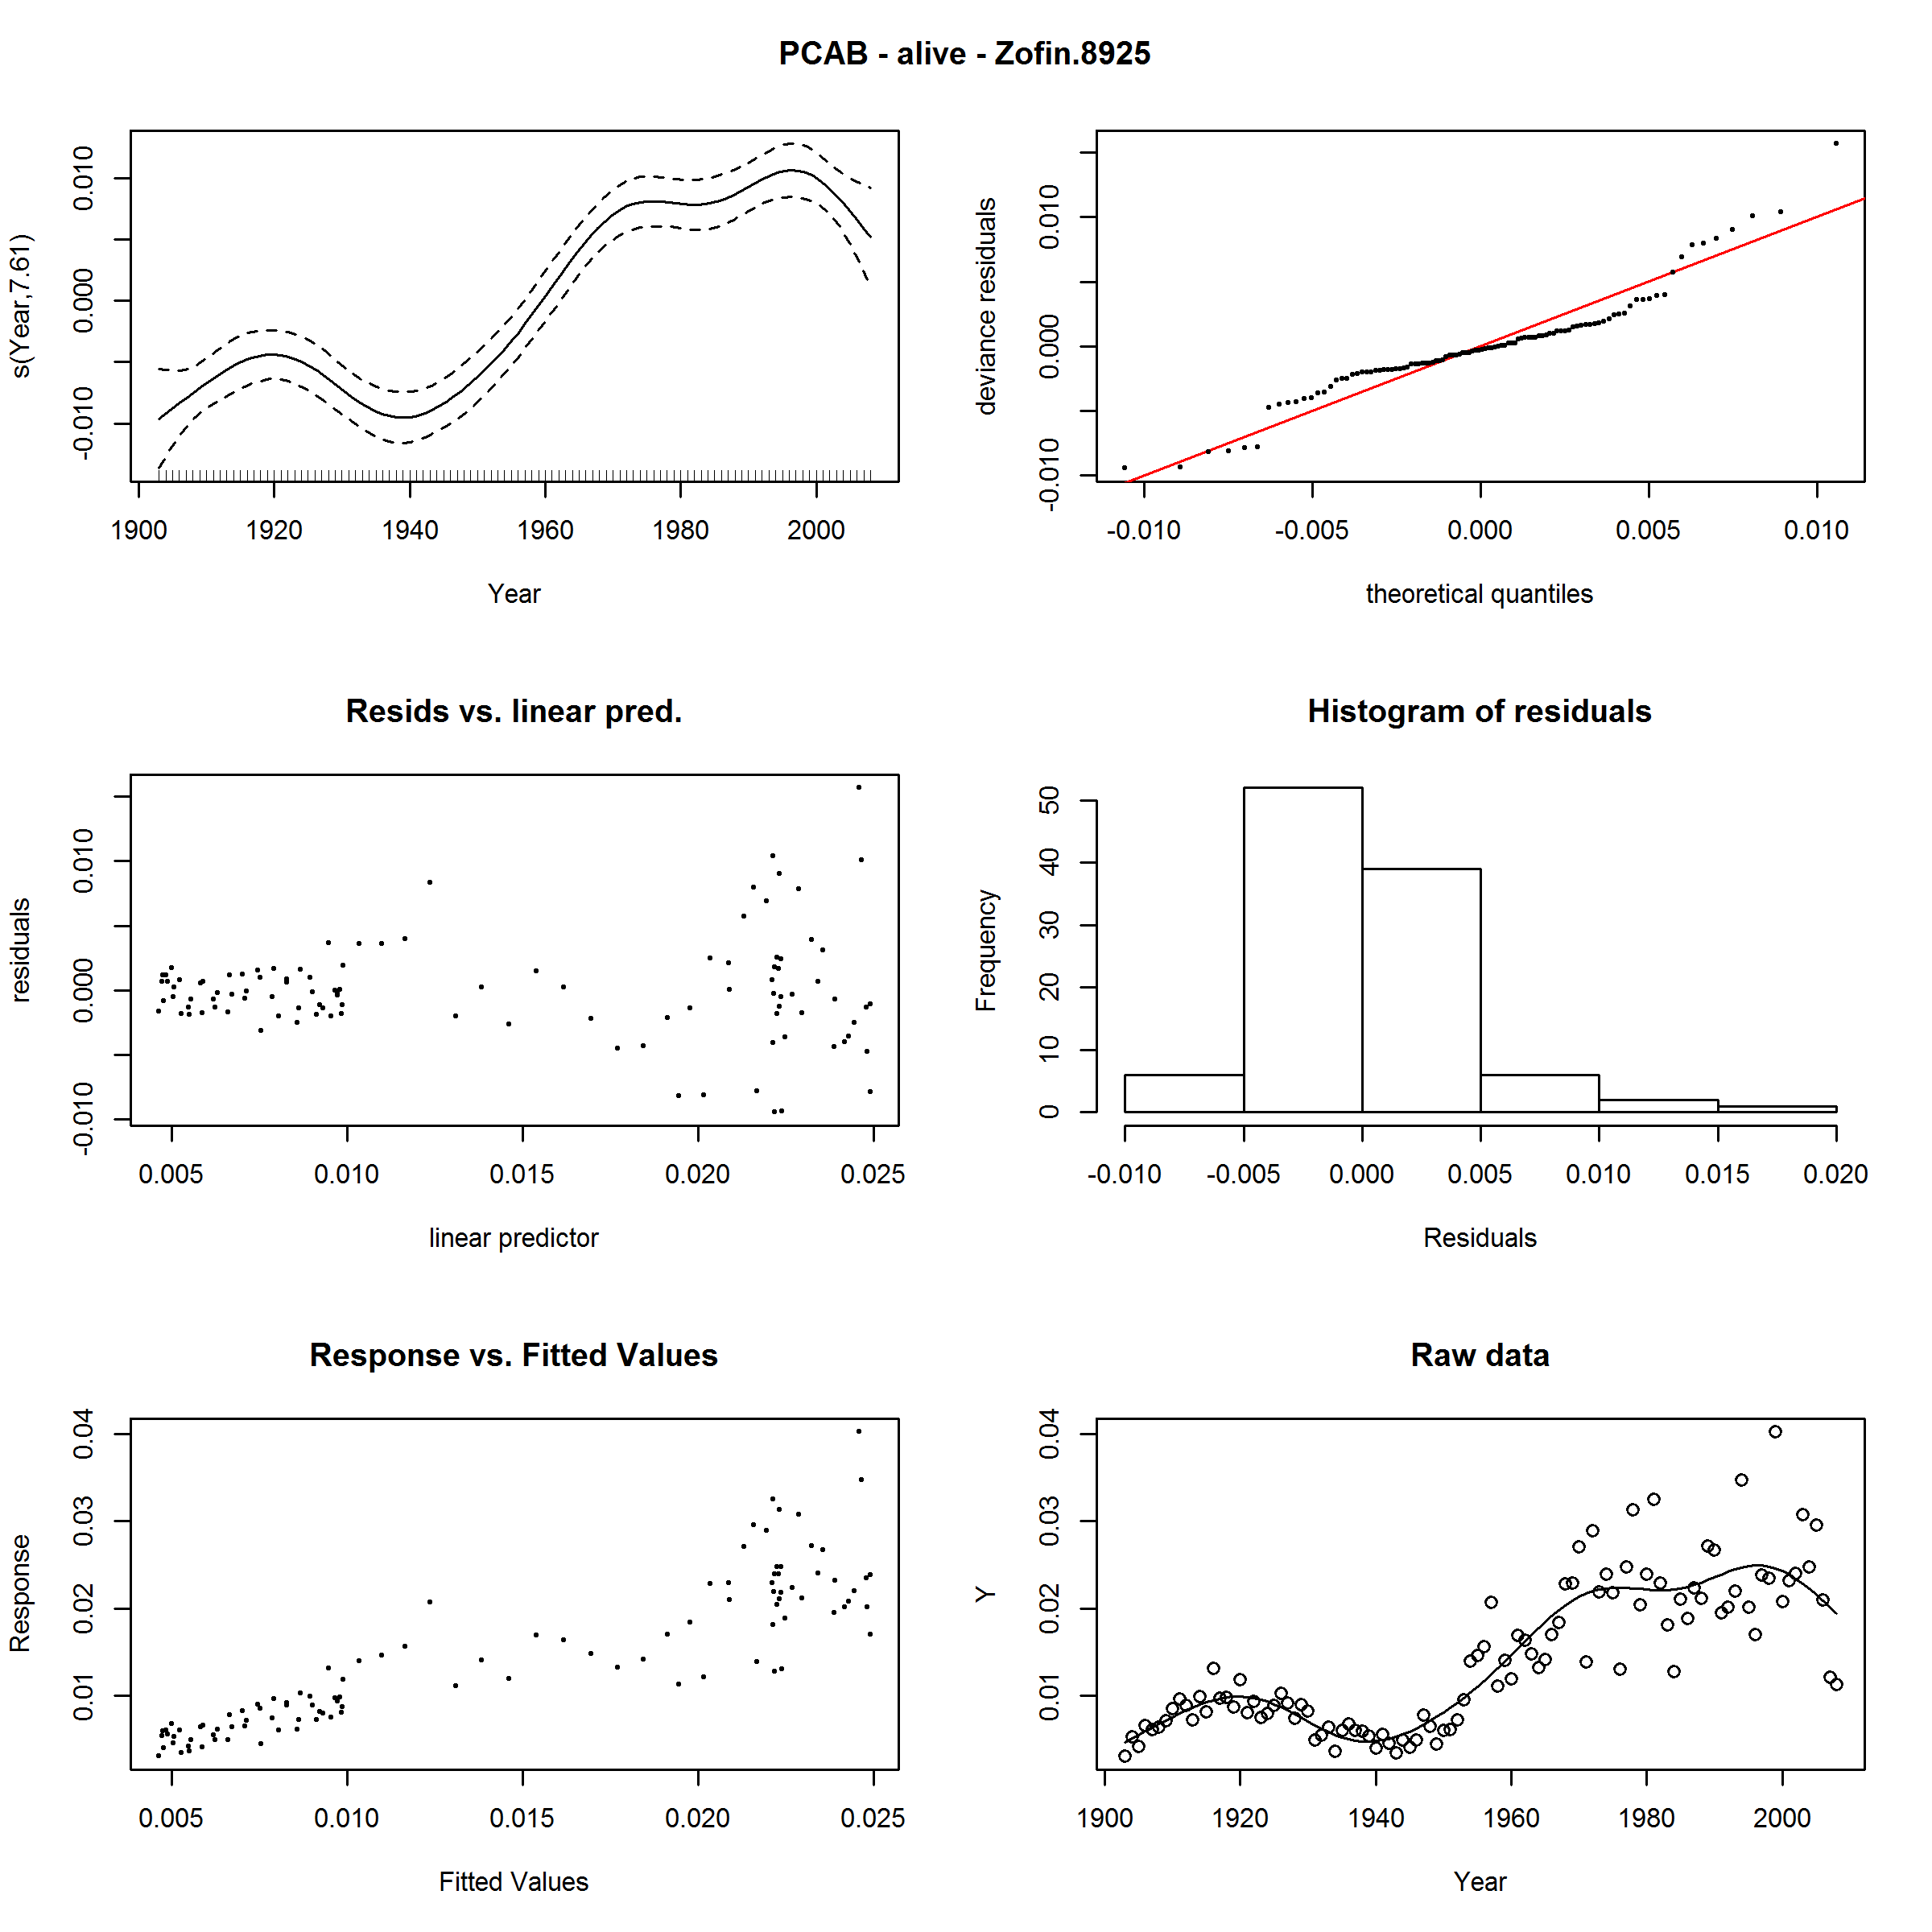 PCAB - alive - Zofin.8925
s(Year,7.61)
-0.010 0.000 0.010
1900 1920 1940 1960 1980 2000
Year
deviance residuals
-0.010 0.000 0.010
-0.010 -0.005 0.000 0.005 0.010
theoretical quantiles
Resids vs. linear pred.
residuals
-0.010 0.000 0.010
0.005 0.010 0.015 0.020 0.025
linear predictor
Histogram of residuals
Frequency
0 10 20 30 40 50
-0.010 -0.005 0.000 0.005 0.010 0.015 0.020
Residuals
Response vs. Fitted Values
Response
0.01 0.02 0.03 0.04
0.005 0.010 0.015 0.020 0.025
Fitted Values
Raw data
Y
0.01 0.02 0.03 0.04
1900 1920 1940 1960 1980 2000
Year